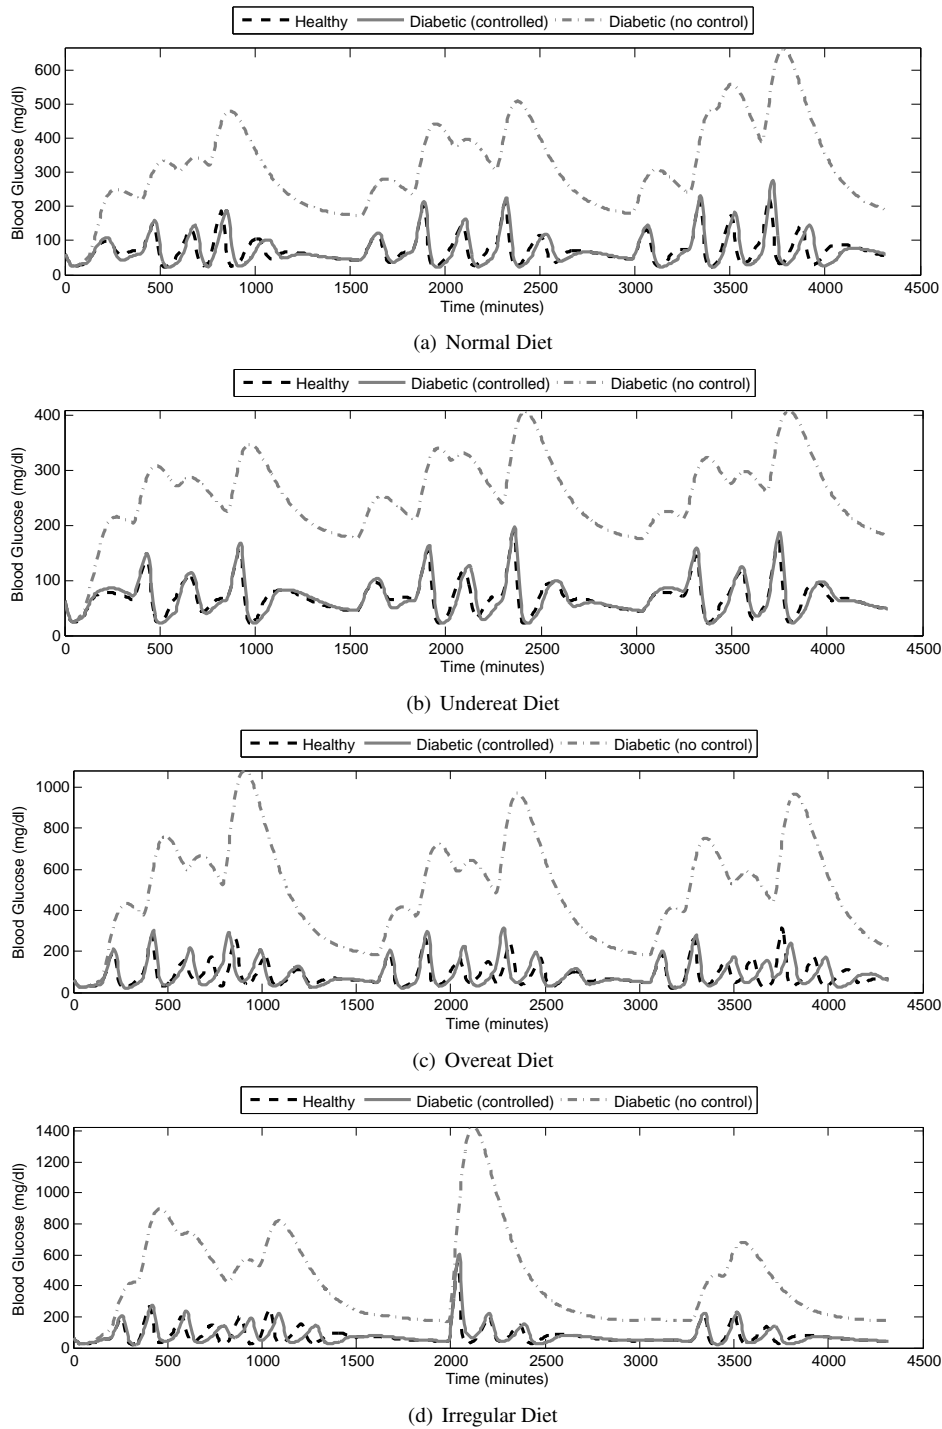 Healthy Diabetic (controlled) Diabetic (no control)
Blood Glucose (mg/dl)
600
500
400
300
200
100
0
0 500 1000 1500 2000 2500 3000 3500 4000 4500
Time (minutes)
(a) Normal Diet
Healthy Diabetic (controlled) Diabetic (no control)
Blood Glucose (mg/dl)
400
300
200
100
0
0 500 1000 1500 2000 2500 3000 3500 4000 4500
Time (minutes)
(b) Undereat Diet
Healthy Diabetic (controlled) Diabetic (no control)
Blood Glucose (mg/dl)
1000
800
600
400
200
0
0 500 1000 1500 2000 2500 3000 3500 4000 4500
Time (minutes)
(c) Overeat Diet
Healthy Diabetic (controlled) Diabetic (no control)
Blood Glucose (mg/dl)
1400
1200
1000
800
600
400
200
0
0 500 1000 1500 2000 2500 3000 3500 4000 4500
Time (minutes)
(d) Irregular Diet